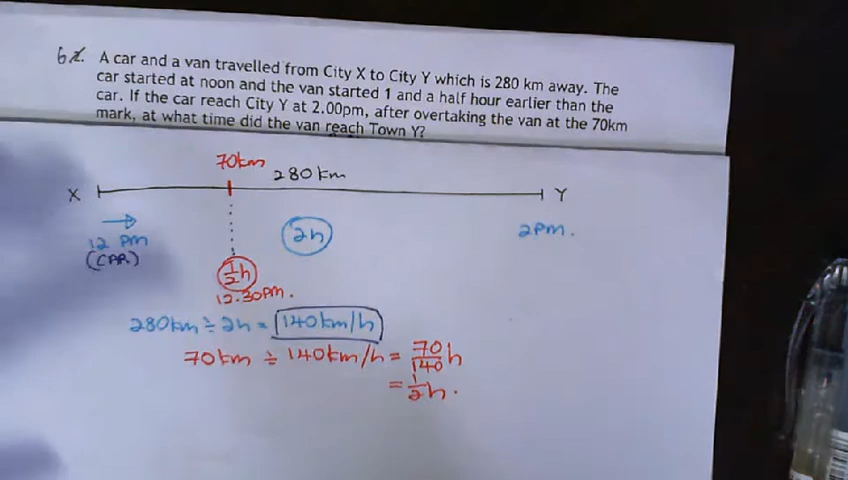 62. A car and a van travelled from City X to City Y which is 280 km away. The
car started at noon and the van started 1 and a half hour earlier than the
car. If the car reach City Y at 2.00pm, after overtaking the van at the 70km
mark, at what time did the van reach Town Y?
70km
280 km
X
Y
12 pm
(CAR)
2h
2pm.
1/2 h
12.30pm.
280km ÷ 2h = 140km/h
70km ÷ 140km/h = 70/140 h
= 1/2 h.